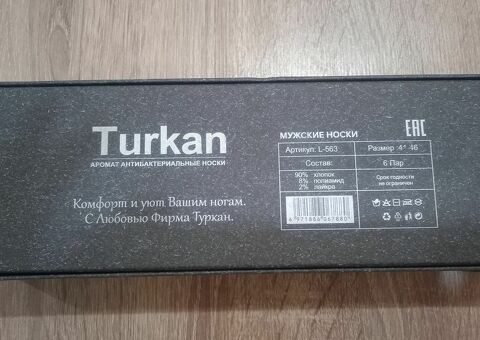 Turkan
АРОМАТ АНТИБАКТЕРИАЛЬНЫЕ НОСКИ
Комфорт и уют Вашим ногам.
С Любовью Фирма Туркан.
МУЖСКИЕ НОСКИ
EAC
Артикул: L-563
Размер 46
Состав:
6 Пар
90% хлопок
8% полиамид
2% лайкра
Срок годности
не ограничен